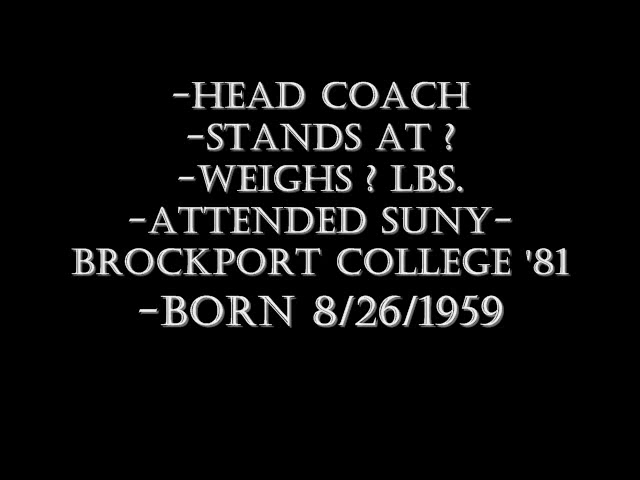 -HEAD COACH
-STANDS AT ?
-WEIGHS ? LBS.
-ATTENDED SUNY-
BROCKPORT COLLEGE '81
-BORN 8/26/1959